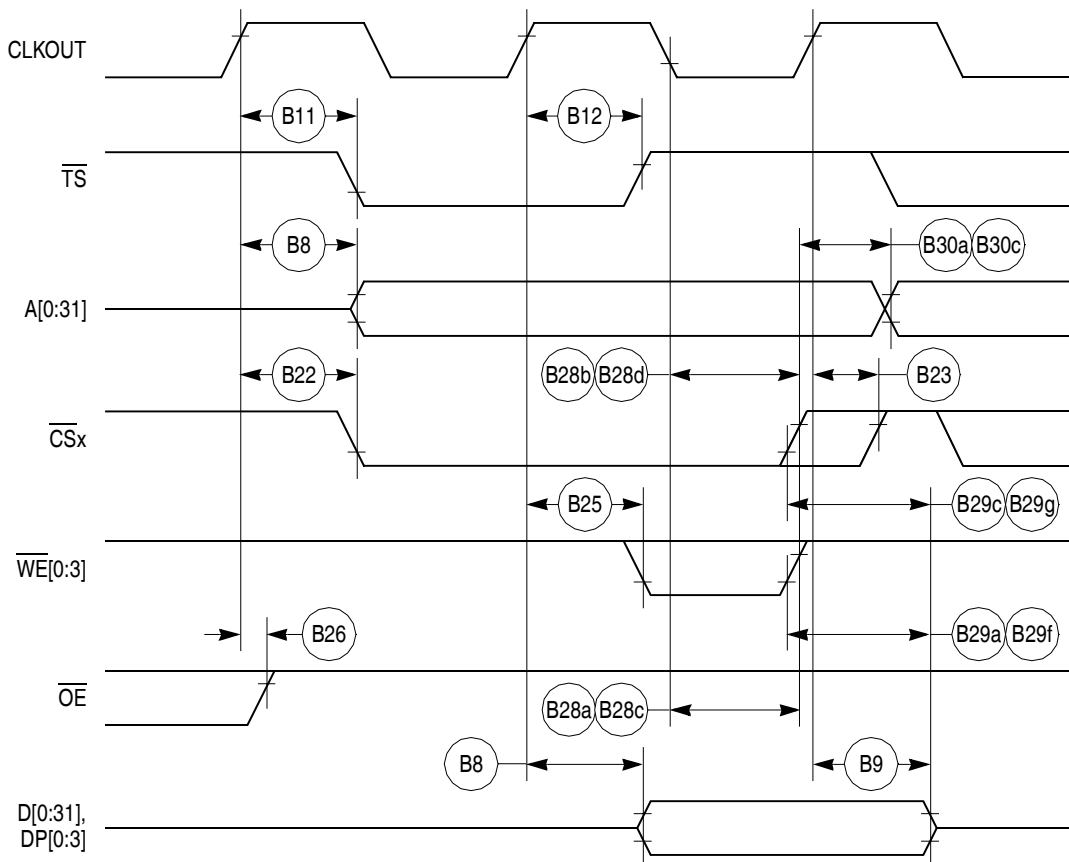 CLKOUT
B11
B12
TS
B8
B30a B30c
A[0:31]
B22
B28b B28d
B23
CSx
B25
B29c B29g
WE[0:3]
B26
B29a B29f
OE
B28a B28c
B8
B9
D[0:31],
DP[0:3]